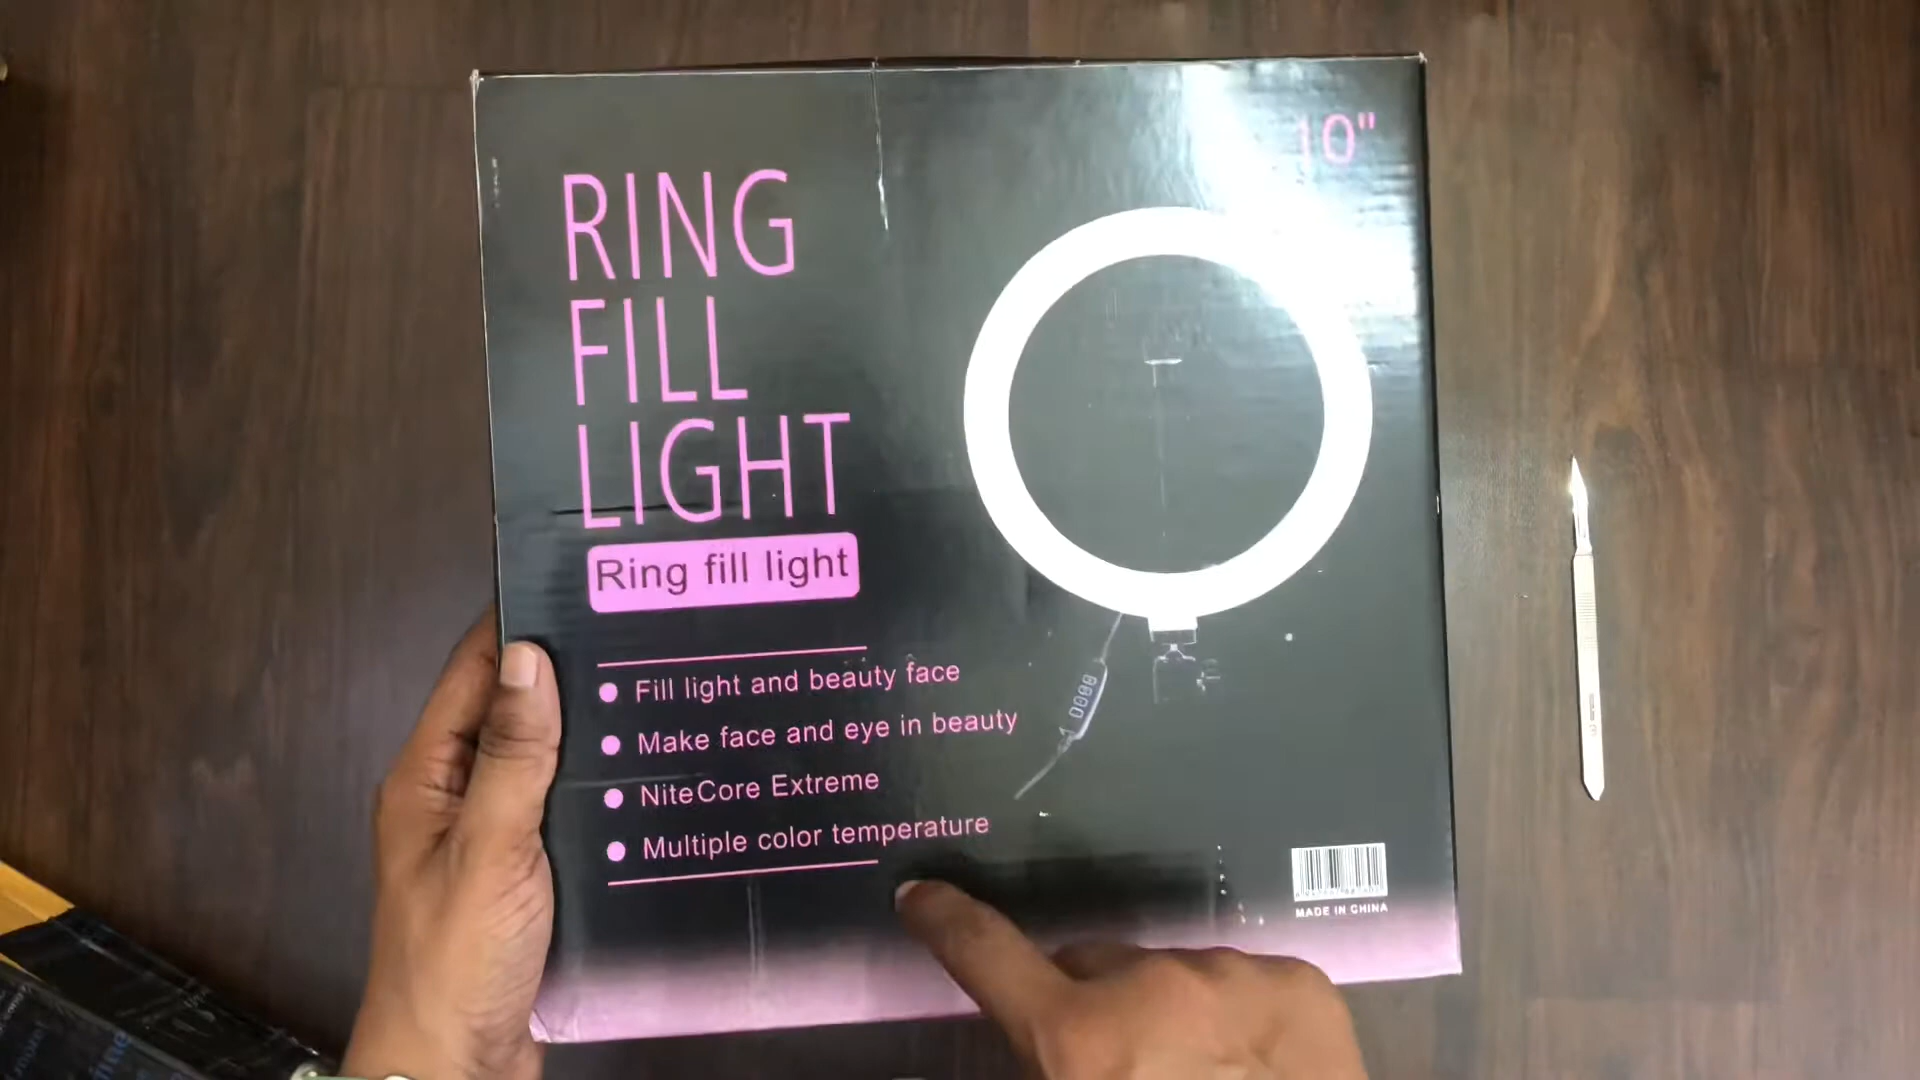 10"
RING
FILL
LIGHT
Ring fill light
Fill light and beauty face
Make face and eye in beauty
NiteCore Extreme
Multiple color temperature
MADE IN CHINA